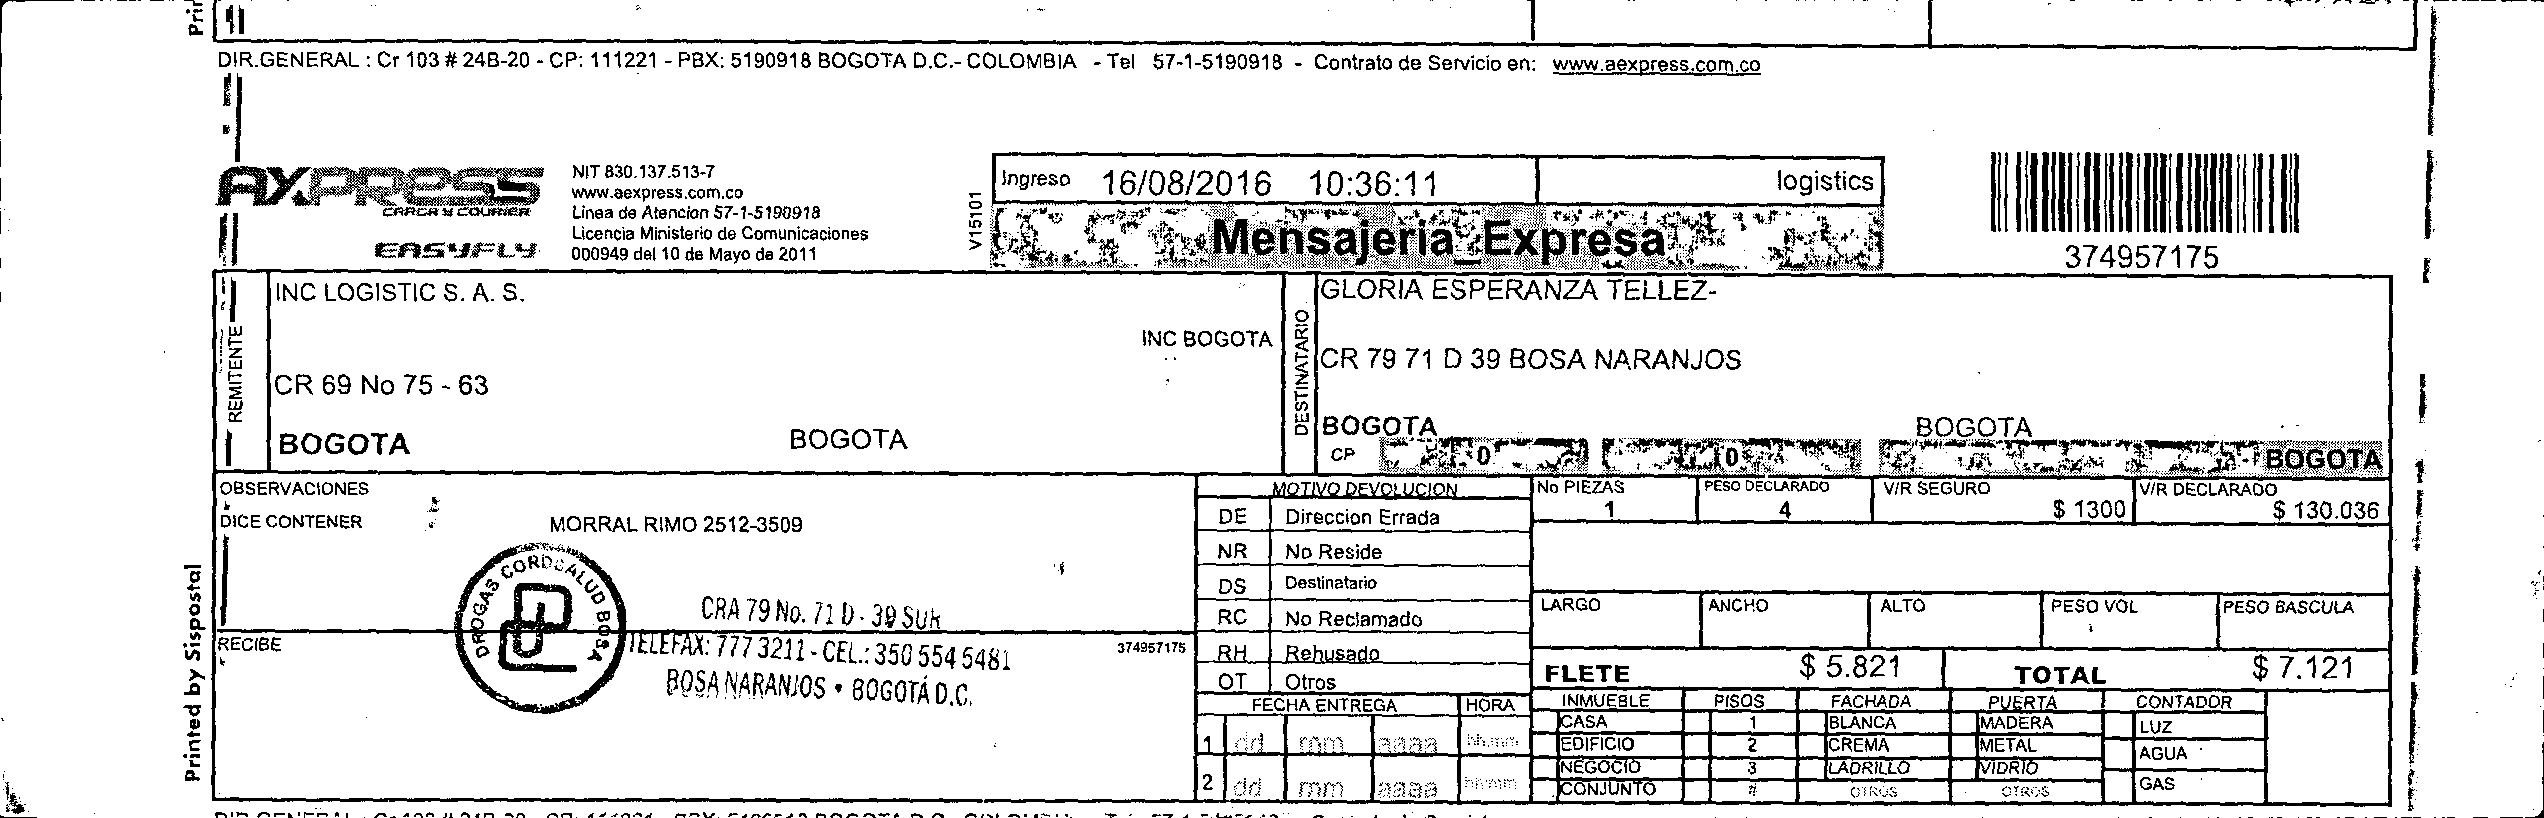 DIR.GENERAL : Cr 103 # 24B-20 - CP: 111221 - PBX: 5190918 BOGOTA D.C.- COLOMBIA - Tel 57-1-5190918 - Contrato de Servicio en: www.aexpress.com.co
AXPRESS
CARGA Y COURIER
EASYFLY
NIT 830.137.513-7
www.aexpress.com.co
Linea de Atencion 57-1-5190918
Licencia Ministerio de Comunicaciones
000949 del 10 de Mayo de 2011
V15101
Ingreso 16/08/2016 10:36:11 logistics
Mensajeria_Expresa
374957175
REMITENTE
INC LOGISTIC S. A. S.
INC BOGOTA
CR 69 No 75 - 63
BOGOTA BOGOTA
DESTINATARIO
GLORIA ESPERANZA TELLEZ-
CR 79 71 D 39 BOSA NARANJOS
BOGOTA BOGOTA
CP 0 0 BOGOTA
OBSERVACIONES
DICE CONTENER MORRAL RIMO 2512-3509
DROGAS CORDSALUD BOSA
CRA 79 No. 71 D - 39 SUR
TELEFAX: 777 3211 - CEL.: 350 554 5481
BOSA NARANJOS • BOGOTÁ D.C.
RECIBE
374957175
Printed by Sispostal
MOTIVO DEVOLUCION
DE Direccion Errada
NR No Reside
DS Destinatario
RC No Reclamado
RH Rehusado
OT Otros
FECHA ENTREGA HORA
1 dd mm aaaa hh:mm
2 dd mm aaaa hh:mm
No PIEZAS PESO DECLARADO V/R SEGURO V/R DECLARADO
1 4 $ 1300 $ 130.036
LARGO ANCHO ALTO PESO VOL PESO BASCULA
FLETE $ 5.821 TOTAL $ 7.121
INMUEBLE PISOS FACHADA PUERTA CONTADOR
CASA 1 BLANCA MADERA LUZ
EDIFICIO 2 CREMA METAL AGUA
NEGOCIO 3 LADRILLO VIDRIO
CONJUNTO # OTROS OTROS GAS